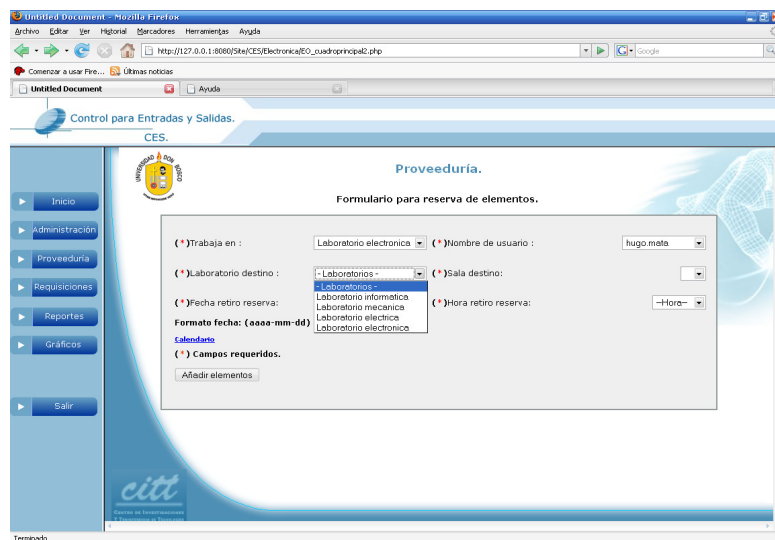 Untitled Document - Mozilla Firefox
Archivo Editar Ver Historial Marcadores Herramientas Ayuda
http://127.0.0.1:8080/Site/CES/Electronica/EO_cuadroprincipal2.php
Google
Comenzar a usar Fire... Últimas noticias
Untitled Document Ayuda
Control para Entradas y Salidas.
CES.
UNIVERSIDAD DON BOSCO
Proveeduría.
Formulario para reserva de elementos.
Inicio
Administración
Proveeduría
Requisiciones
Reportes
Gráficos
Salir
(*)Trabaja en : Laboratorio electronica (*)Nombre de usuario : hugo.mata
(*)Laboratorio destino : - Laboratorios - (*)Sala destino:
- Laboratorios -
Laboratorio informatica
Laboratorio mecanica
Laboratorio electrica
Laboratorio electronica
(*)Fecha retiro reserva: (*)Hora retiro reserva: --Hora--
Formato fecha: (aaaa-mm-dd)
Calendario
(*) Campos requeridos.
Añadir elementos
citt
Terminado